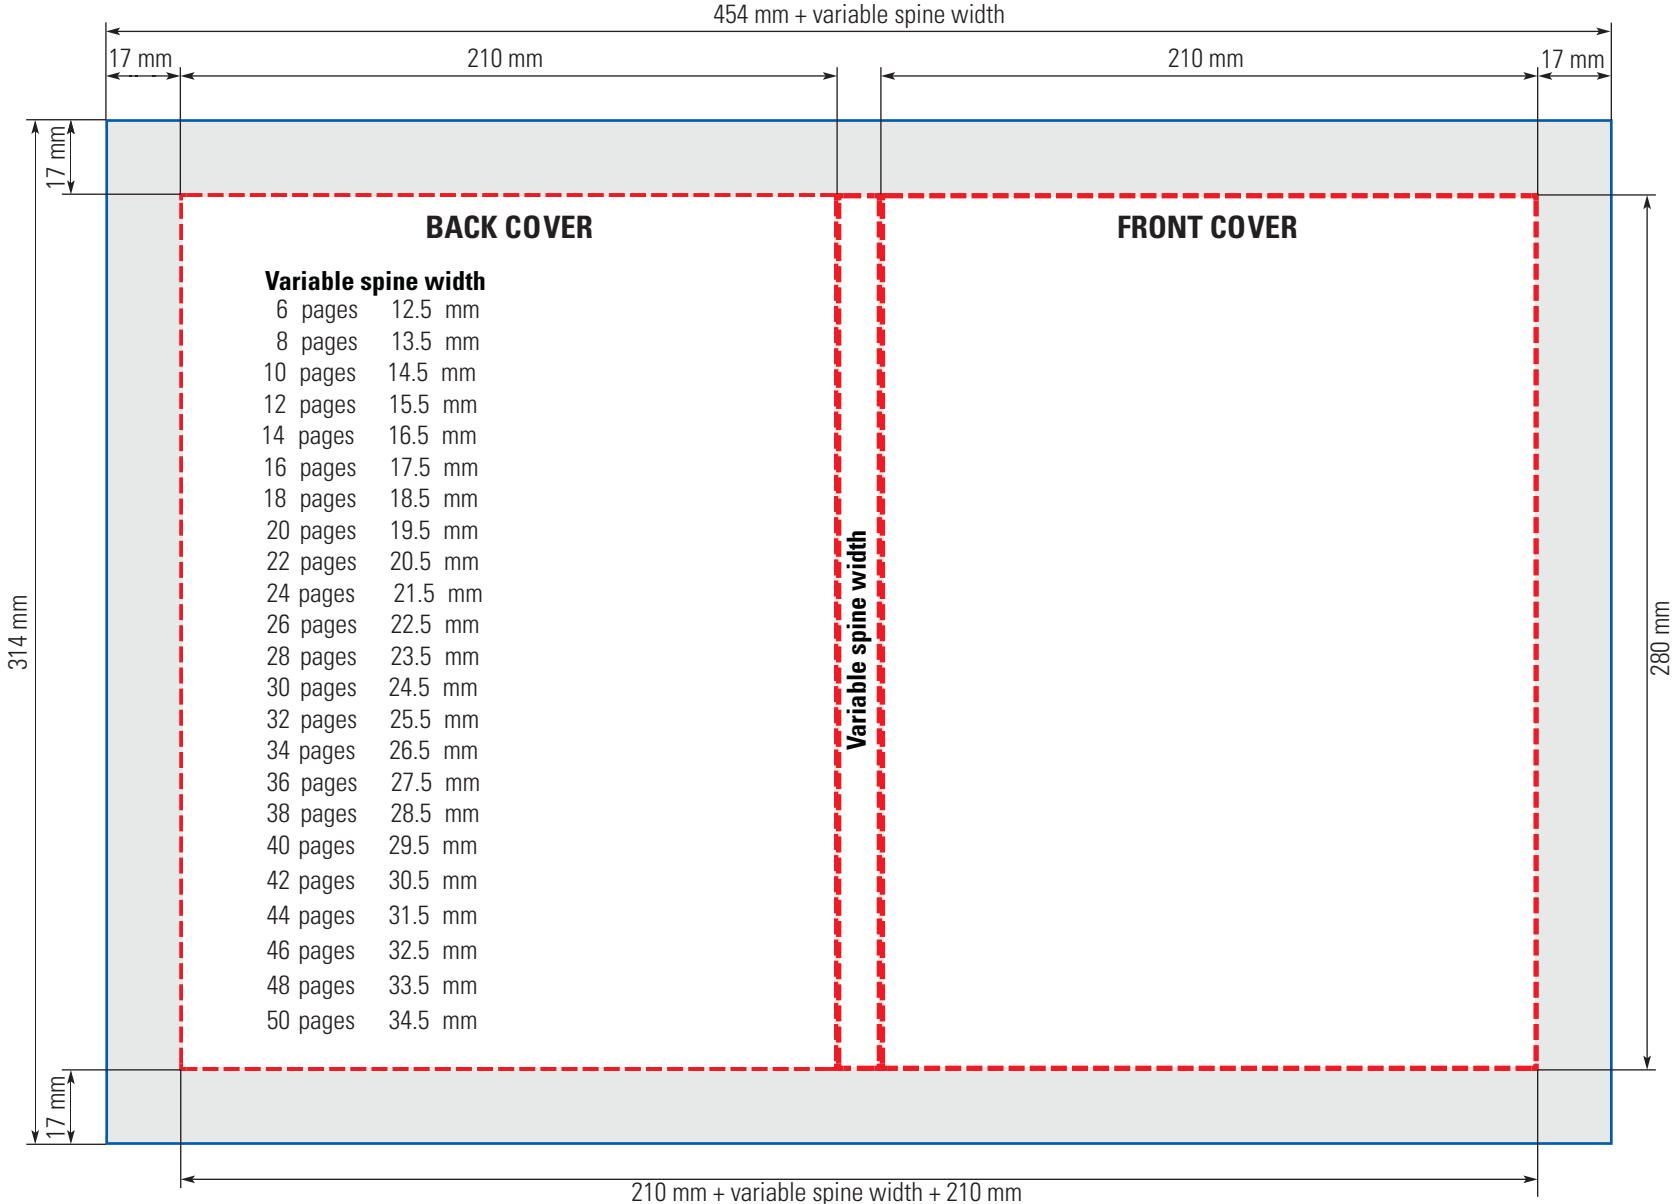 454 mm + variable spine width
17 mm 210 mm 210 mm 17 mm
17 mm
BACK COVER
FRONT COVER
Variable spine width
6 pages 12.5 mm
8 pages 13.5 mm
10 pages 14.5 mm
12 pages 15.5 mm
14 pages 16.5 mm
16 pages 17.5 mm
18 pages 18.5 mm
20 pages 19.5 mm
22 pages 20.5 mm
24 pages 21.5 mm
26 pages 22.5 mm
28 pages 23.5 mm
30 pages 24.5 mm
32 pages 25.5 mm
34 pages 26.5 mm
36 pages 27.5 mm
38 pages 28.5 mm
40 pages 29.5 mm
42 pages 30.5 mm
44 pages 31.5 mm
46 pages 32.5 mm
48 pages 33.5 mm
50 pages 34.5 mm
Variable spine width
314 mm
280 mm
17 mm
210 mm + variable spine width + 210 mm